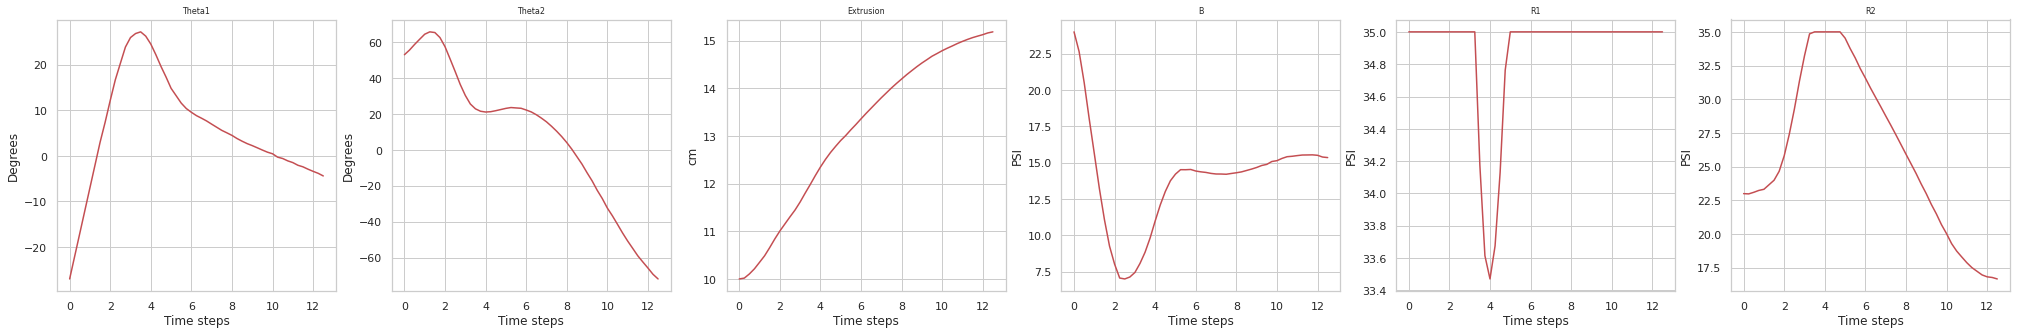 Theta1
Degrees
20
10
0
−10
−20
0 2 4 6 8 10 12
Time steps
Theta2
Degrees
60
40
20
0
−20
−40
−60
0 2 4 6 8 10 12
Time steps
Extrusion
cm
15
14
13
12
11
10
0 2 4 6 8 10 12
Time steps
B
PSI
22.5
20.0
17.5
15.0
12.5
10.0
7.5
0 2 4 6 8 10 12
Time steps
R1
PSI
35.0
34.8
34.6
34.4
34.2
34.0
33.8
33.6
33.4
0 2 4 6 8 10 12
Time steps
R2
PSI
35.0
32.5
30.0
27.5
25.0
22.5
20.0
17.5
0 2 4 6 8 10 12
Time steps